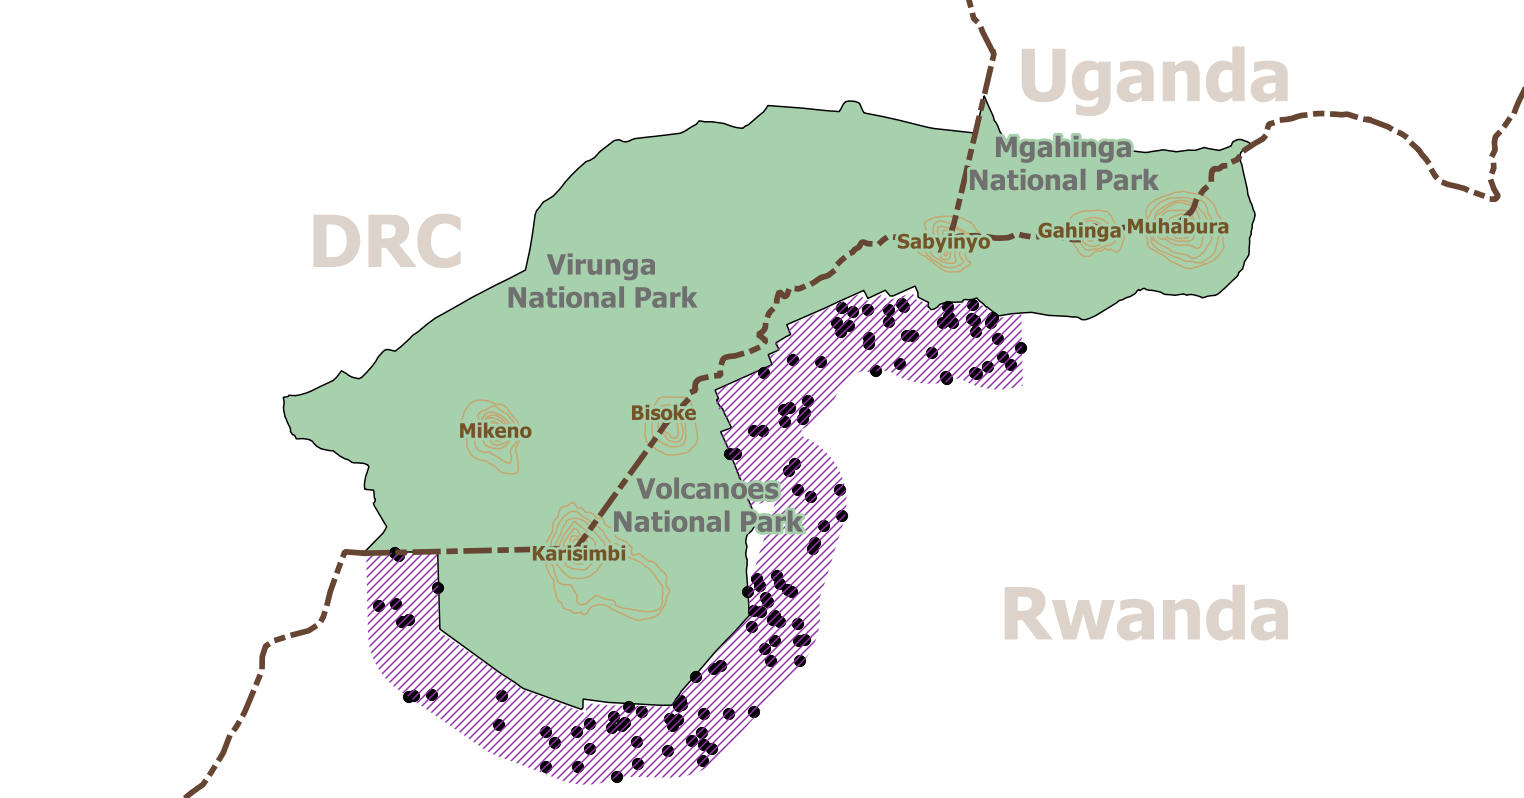 Uganda
Mgahinga
National Park
DRC
Sabyinyo
Gahinga
Muhabura
Virunga
National Park
Bisoke
Mikeno
Volcanoes
National Park
Karisimbi
Rwanda